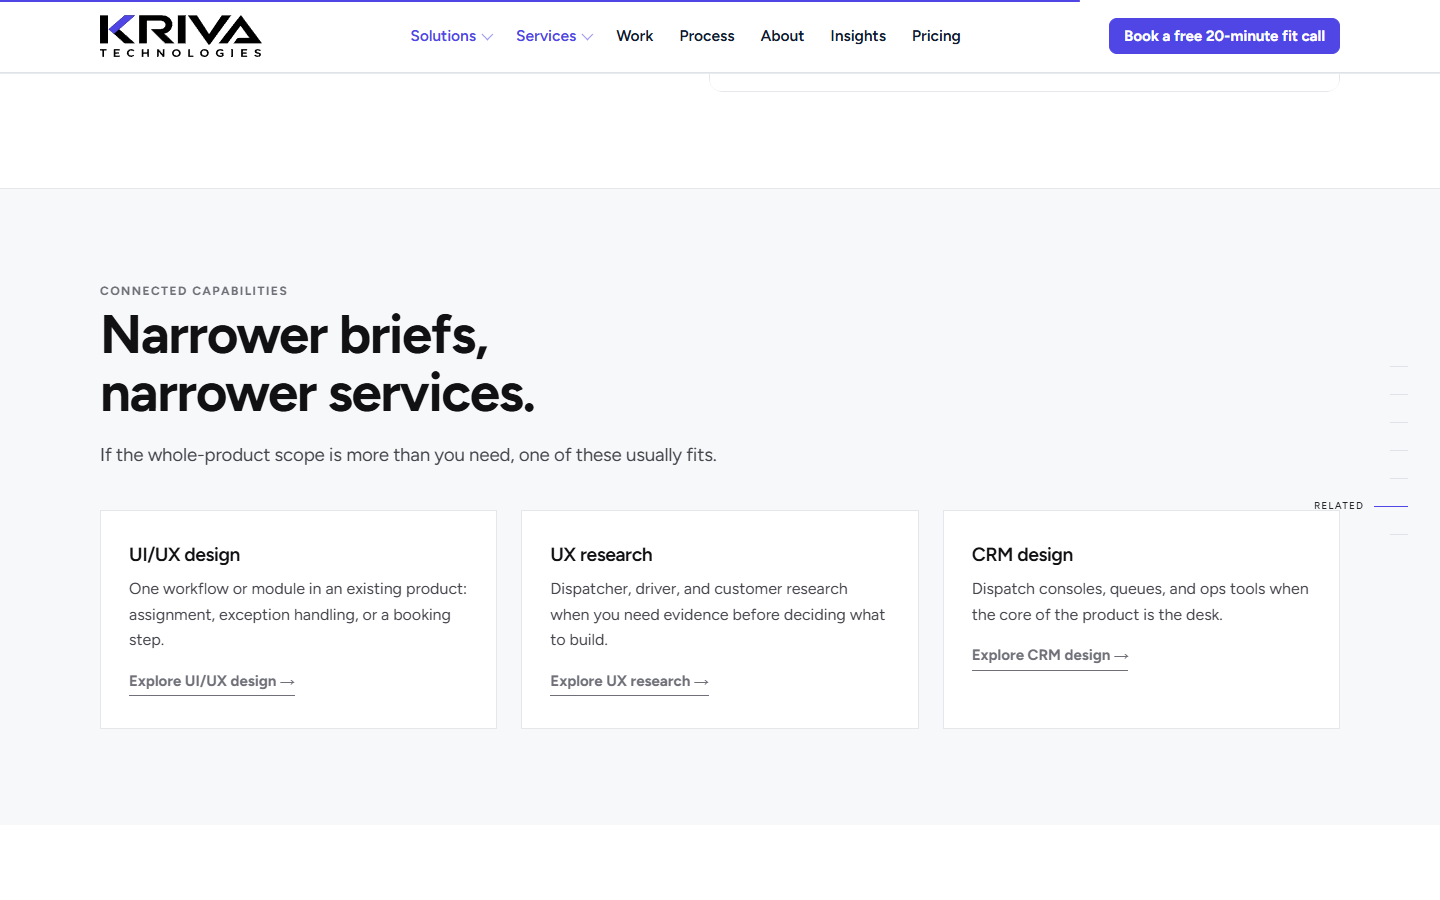 KRIVA
TECHNOLOGIES
Solutions
Services
Work
Process
About
Insights
Pricing
Book a free 20-minute fit call
CONNECTED CAPABILITIES
Narrower briefs,
narrower services.
If the whole-product scope is more than you need, one of these usually fits.
RELATED
UI/UX design
One workflow or module in an existing product:
assignment, exception handling, or a booking
step.
Explore UI/UX design →
UX research
Dispatcher, driver, and customer research
when you need evidence before deciding what
to build.
Explore UX research →
CRM design
Dispatch consoles, queues, and ops tools when
the core of the product is the desk.
Explore CRM design →